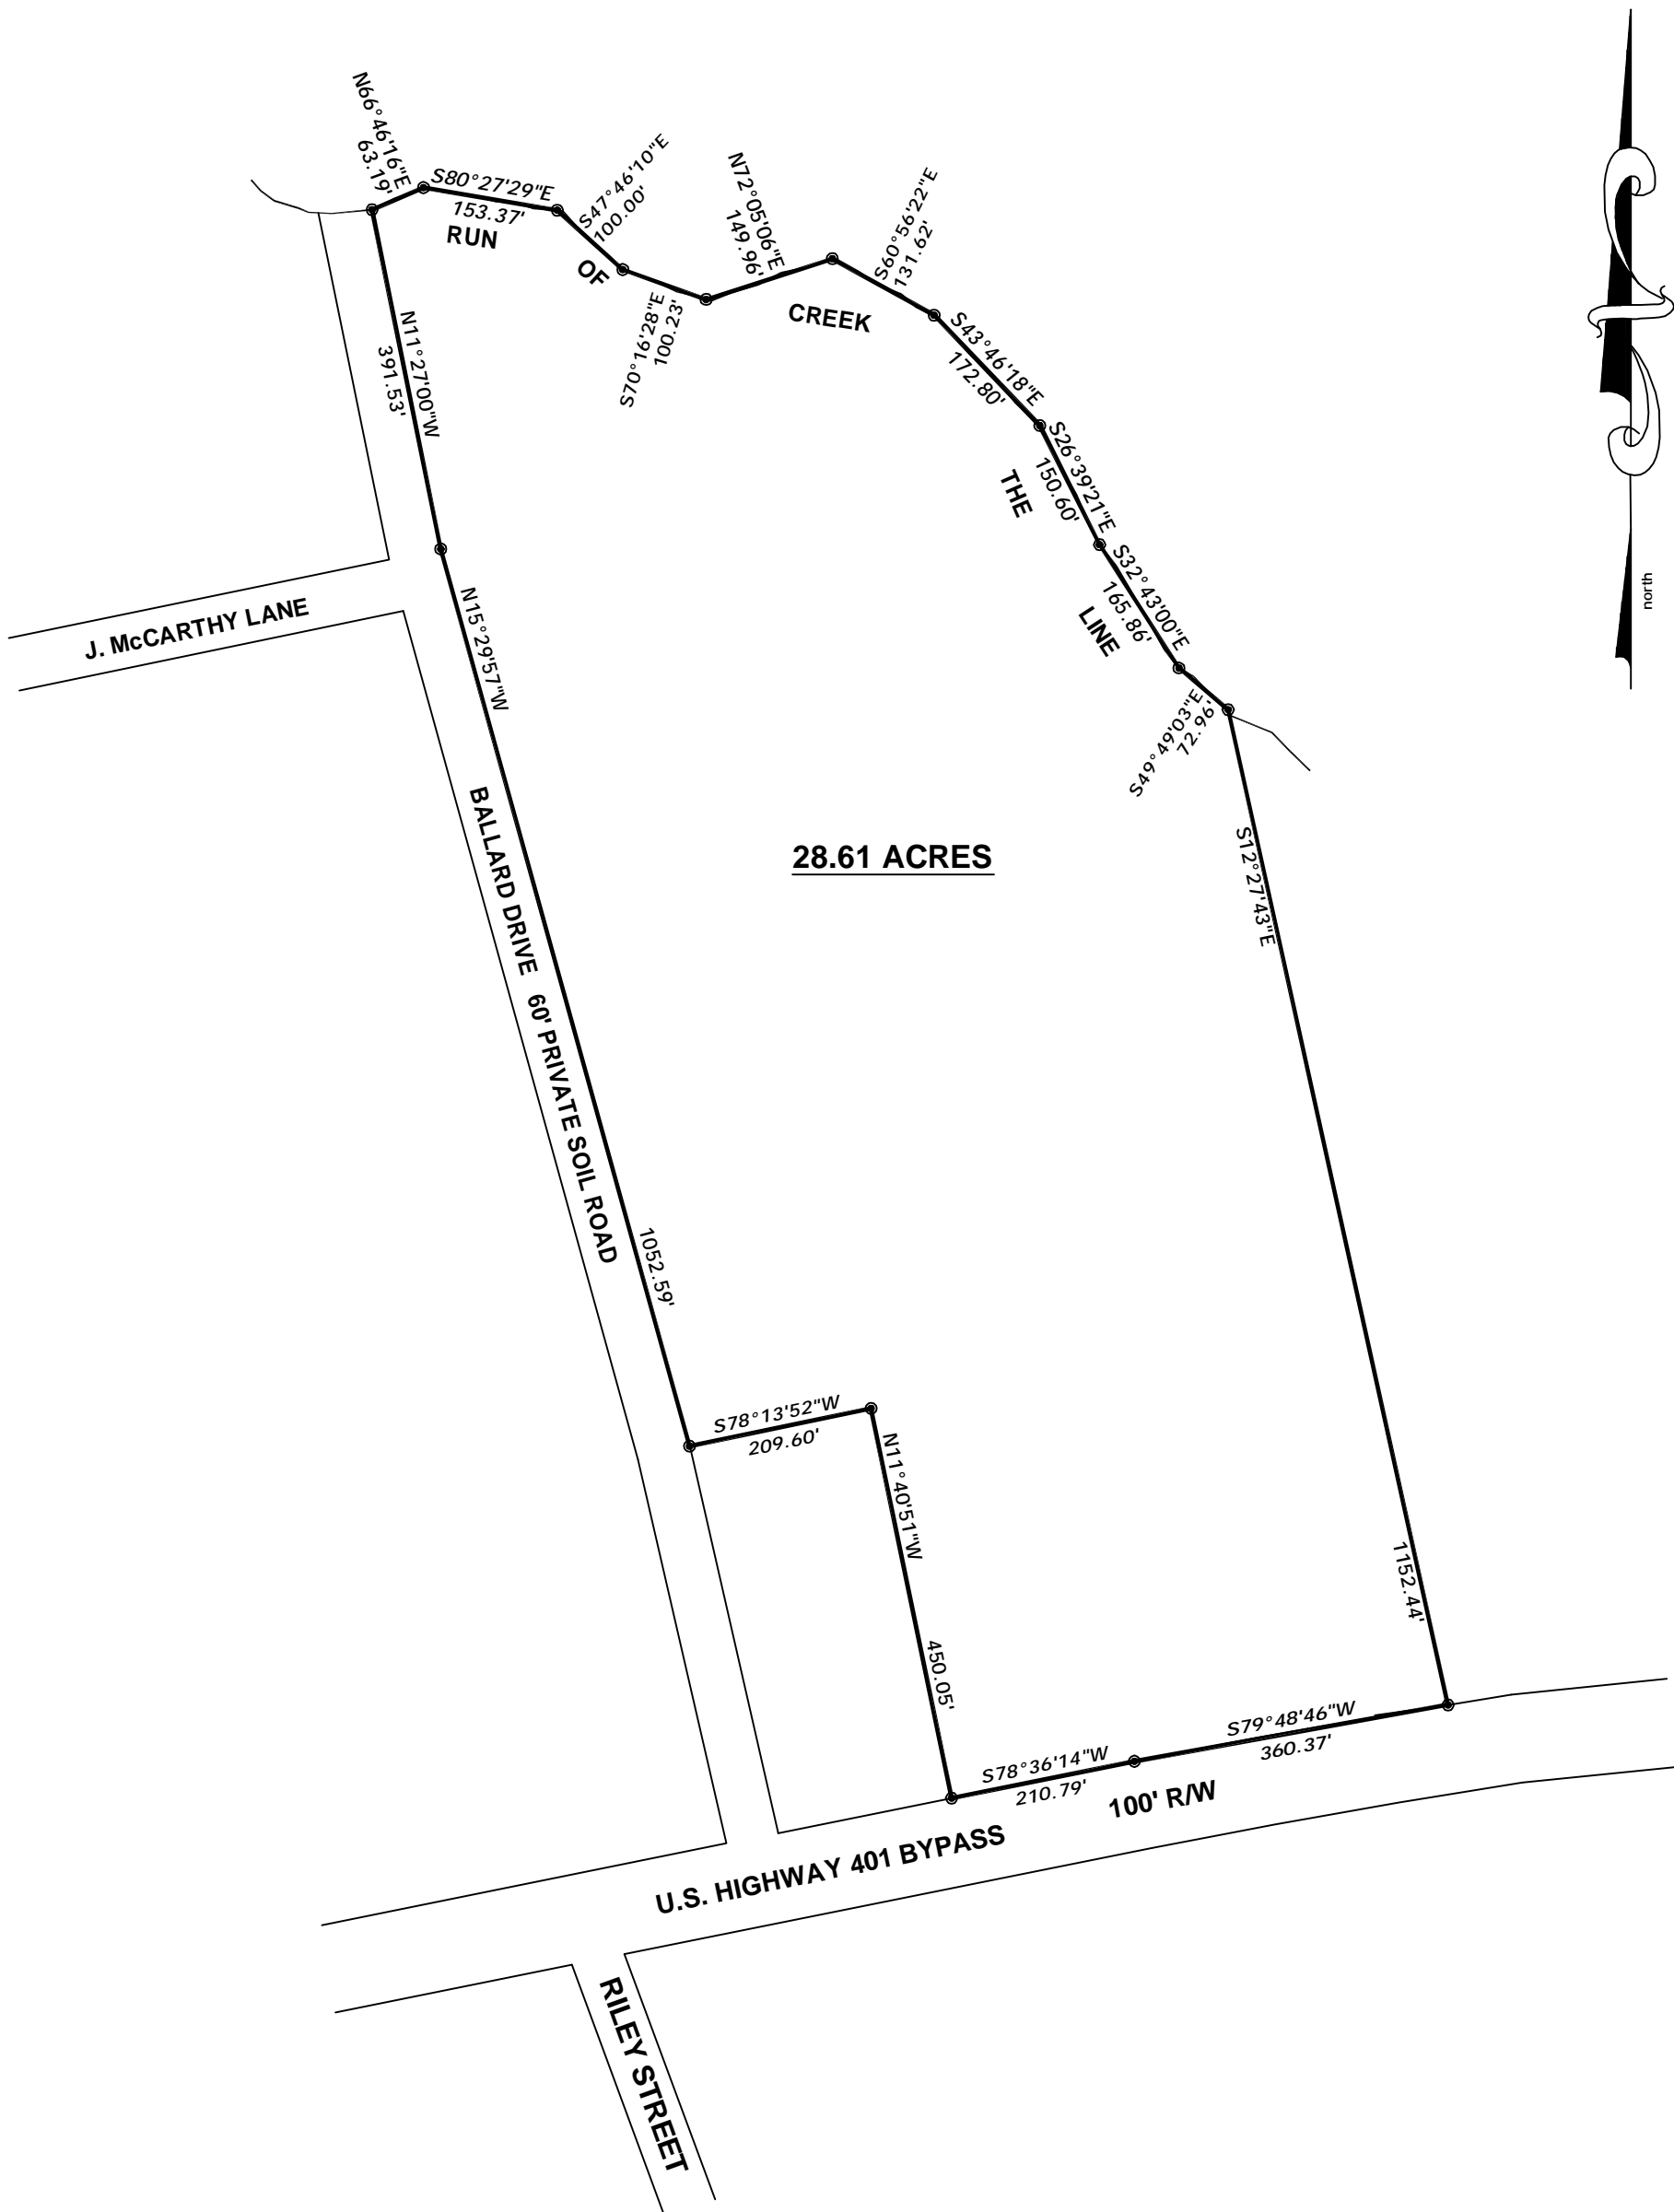 N66°46'16"E
63.19'
S80°27'29"E
153.37'
S47°46'10"E
100.00'
S70°16'28"E
100.23'
N72°05'06"E
149.96'
S60°56'22"E
131.62'
S43°46'18"E
172.80'
S26°39'21"E
150.60'
S32°43'00"E
165.86'
S49°49'03"E
72.96'
RUN
OF
CREEK
THE
LINE
north
N11°27'00"W
391.53'
J. McCARTHY LANE
N15°29'57"W
1052.59'
BALLARD DRIVE 60' PRIVATE SOIL ROAD
28.61 ACRES
S12°27'43"E
1152.44'
S78°13'52"W
209.60'
N11°40'51"W
450.05'
S78°36'14"W
210.79'
S79°48'46"W
360.37'
100' R/W
U.S. HIGHWAY 401 BYPASS
RILEY STREET